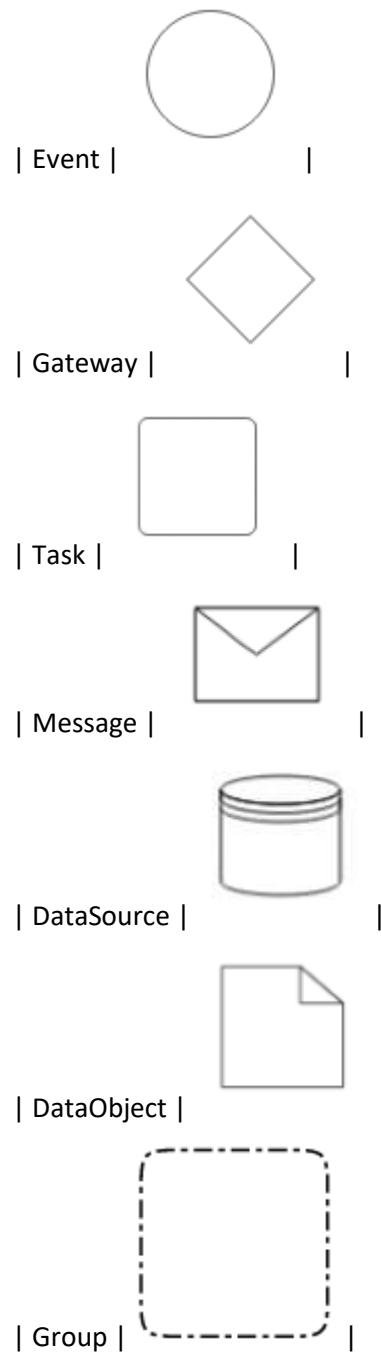 | Event | |
| Gateway | |
| Task | |
| Message | |
| DataSource | |
| DataObject |
| Group | |